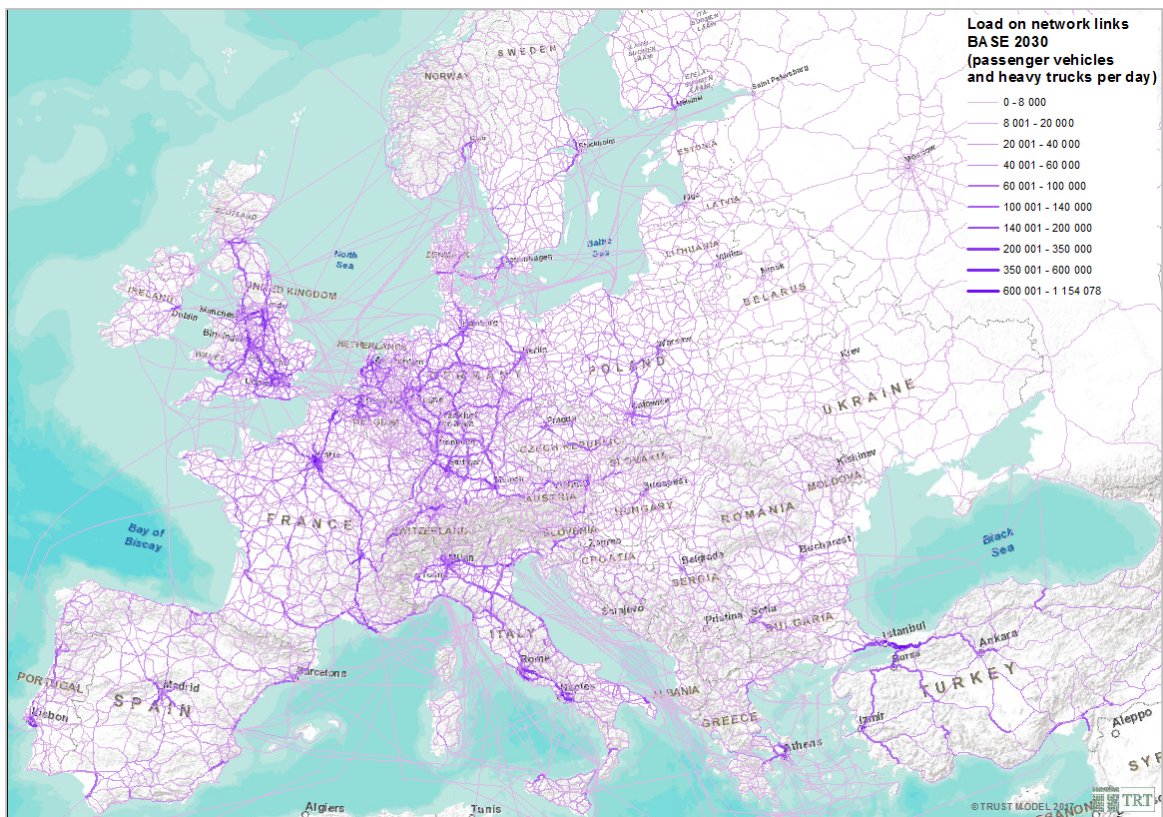 Load on network links
BASE 2030
(passenger vehicles
and heavy trucks per day)
0 - 8 000
8 001 - 20 000
20 001 - 40 000
40 001 - 60 000
60 001 - 100 000
100 001 - 140 000
140 001 - 200 000
200 001 - 350 000
350 001 - 600 000
600 001 - 1 154 078
SWEDEN
NORWAY
Saint Petersburg
Stockholm
ESTONIA
Moscow
LATVIA
SCOTLAND
LITHUANIA
Vilnius
Minsk
BELARUS
North
Sea
Baltic
Sea
DENMARK
UNITED KINGDOM
IRELAND
Dublin
WALES
NETHERLANDS
Berlin
Warsaw
POLAND
Kiev
UKRAINE
BELGIUM
Katowice
CZECH REPUBLIC
SLOVAKIA
Kishinev
MOLDOVA
Budapest
AUSTRIA
HUNGARY
ROMANIA
FRANCE
SWITZERLAND
SLOVENIA
Zagreb
CROATIA
Bucharest
Belgrade
SERBIA
Milan
Turin
Bay of
Biscay
Black
Sea
Sarajevo
Pristina
Sofia
BULGARIA
ITALY
Rome
Naples
Istanbul
Ankara
Bursa
TURKEY
Barcelona
PORTUGAL
Madrid
SPAIN
Lisbon
ALBANIA
GREECE
Athens
Izmir
Aleppo
SY
Algiers
Tunis
© TRUST MODEL 2017
TRT